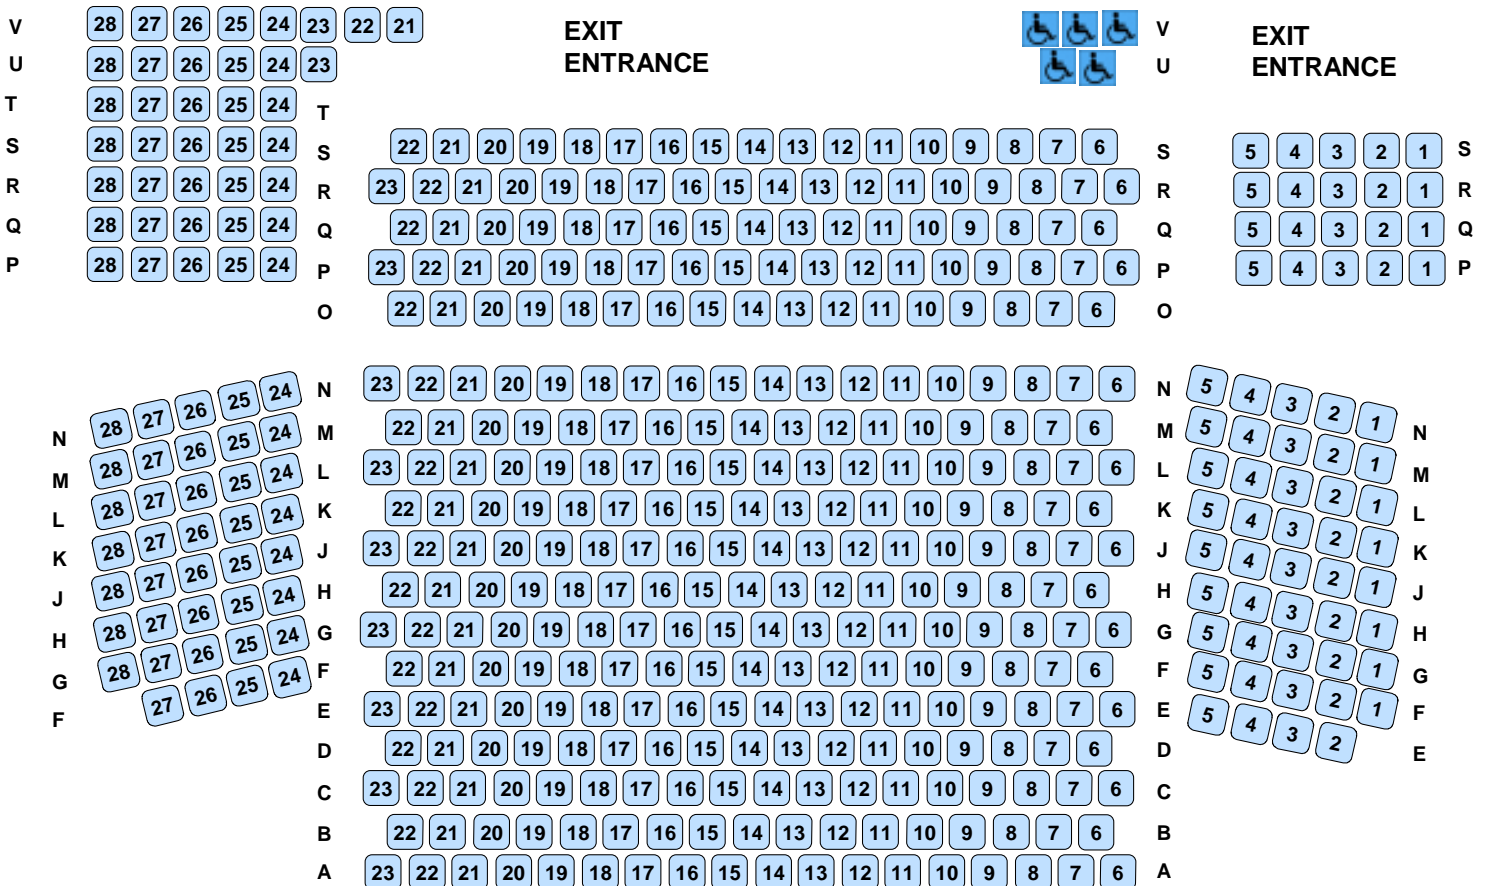 V 28 27 26 25 24 23 22 21 EXIT V EXIT
U 28 27 26 25 24 23 ENTRANCE U ENTRANCE
T 28 27 26 25 24 T
S 28 27 26 25 24 S 22 21 20 19 18 17 16 15 14 13 12 11 10 9 8 7 6 S 5 4 3 2 1 S
R 28 27 26 25 24 R 23 22 21 20 19 18 17 16 15 14 13 12 11 10 9 8 7 6 R 5 4 3 2 1 R
Q 28 27 26 25 24 Q 22 21 20 19 18 17 16 15 14 13 12 11 10 9 8 7 6 Q 5 4 3 2 1 Q
P 28 27 26 25 24 P 23 22 21 20 19 18 17 16 15 14 13 12 11 10 9 8 7 6 P 5 4 3 2 1 P
O 22 21 20 19 18 17 16 15 14 13 12 11 10 9 8 7 6 O
N 28 27 26 25 24 N 23 22 21 20 19 18 17 16 15 14 13 12 11 10 9 8 7 6 N 5 4 3 2 1 N
M 28 27 26 25 24 M 22 21 20 19 18 17 16 15 14 13 12 11 10 9 8 7 6 M 5 4 3 2 1 M
L 28 27 26 25 24 L 23 22 21 20 19 18 17 16 15 14 13 12 11 10 9 8 7 6 L 5 4 3 2 1 L
K 28 27 26 25 24 K 22 21 20 19 18 17 16 15 14 13 12 11 10 9 8 7 6 K 5 4 3 2 1 K
J 28 27 26 25 24 J 23 22 21 20 19 18 17 16 15 14 13 12 11 10 9 8 7 6 J 5 4 3 2 1 J
H 28 27 26 25 24 H 22 21 20 19 18 17 16 15 14 13 12 11 10 9 8 7 6 H 5 4 3 2 1 H
G 28 27 26 25 24 G 23 22 21 20 19 18 17 16 15 14 13 12 11 10 9 8 7 6 G 5 4 3 2 1 G
F 27 26 25 24 F 22 21 20 19 18 17 16 15 14 13 12 11 10 9 8 7 6 F 5 4 3 2 1 F
E 23 22 21 20 19 18 17 16 15 14 13 12 11 10 9 8 7 6 E 5 4 3 2 E
D 22 21 20 19 18 17 16 15 14 13 12 11 10 9 8 7 6 D
C 23 22 21 20 19 18 17 16 15 14 13 12 11 10 9 8 7 6 C
B 22 21 20 19 18 17 16 15 14 13 12 11 10 9 8 7 6 B
A 23 22 21 20 19 18 17 16 15 14 13 12 11 10 9 8 7 6 A